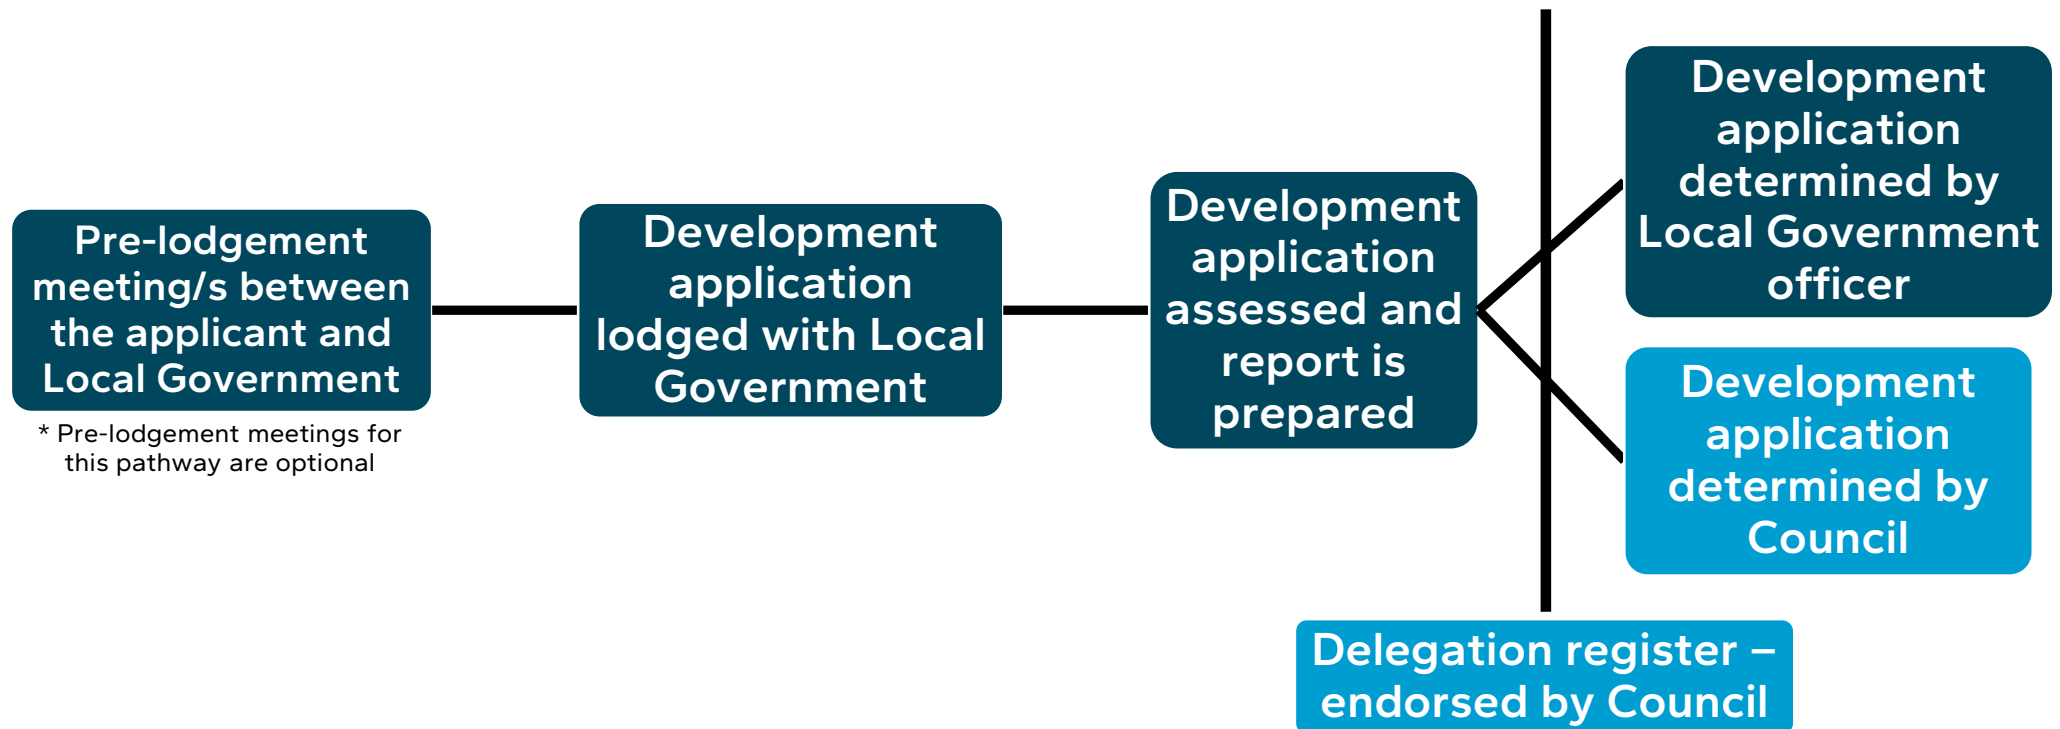 Pre-lodgement
meeting/s between
the applicant and
Local Government
* Pre-lodgement meetings for
this pathway are optional
Development
application
lodged with Local
Government
Development
application
assessed and
report is
prepared
Development
application
determined by
Local Government
officer
Development
application
determined by
Council
Delegation register –
endorsed by Council